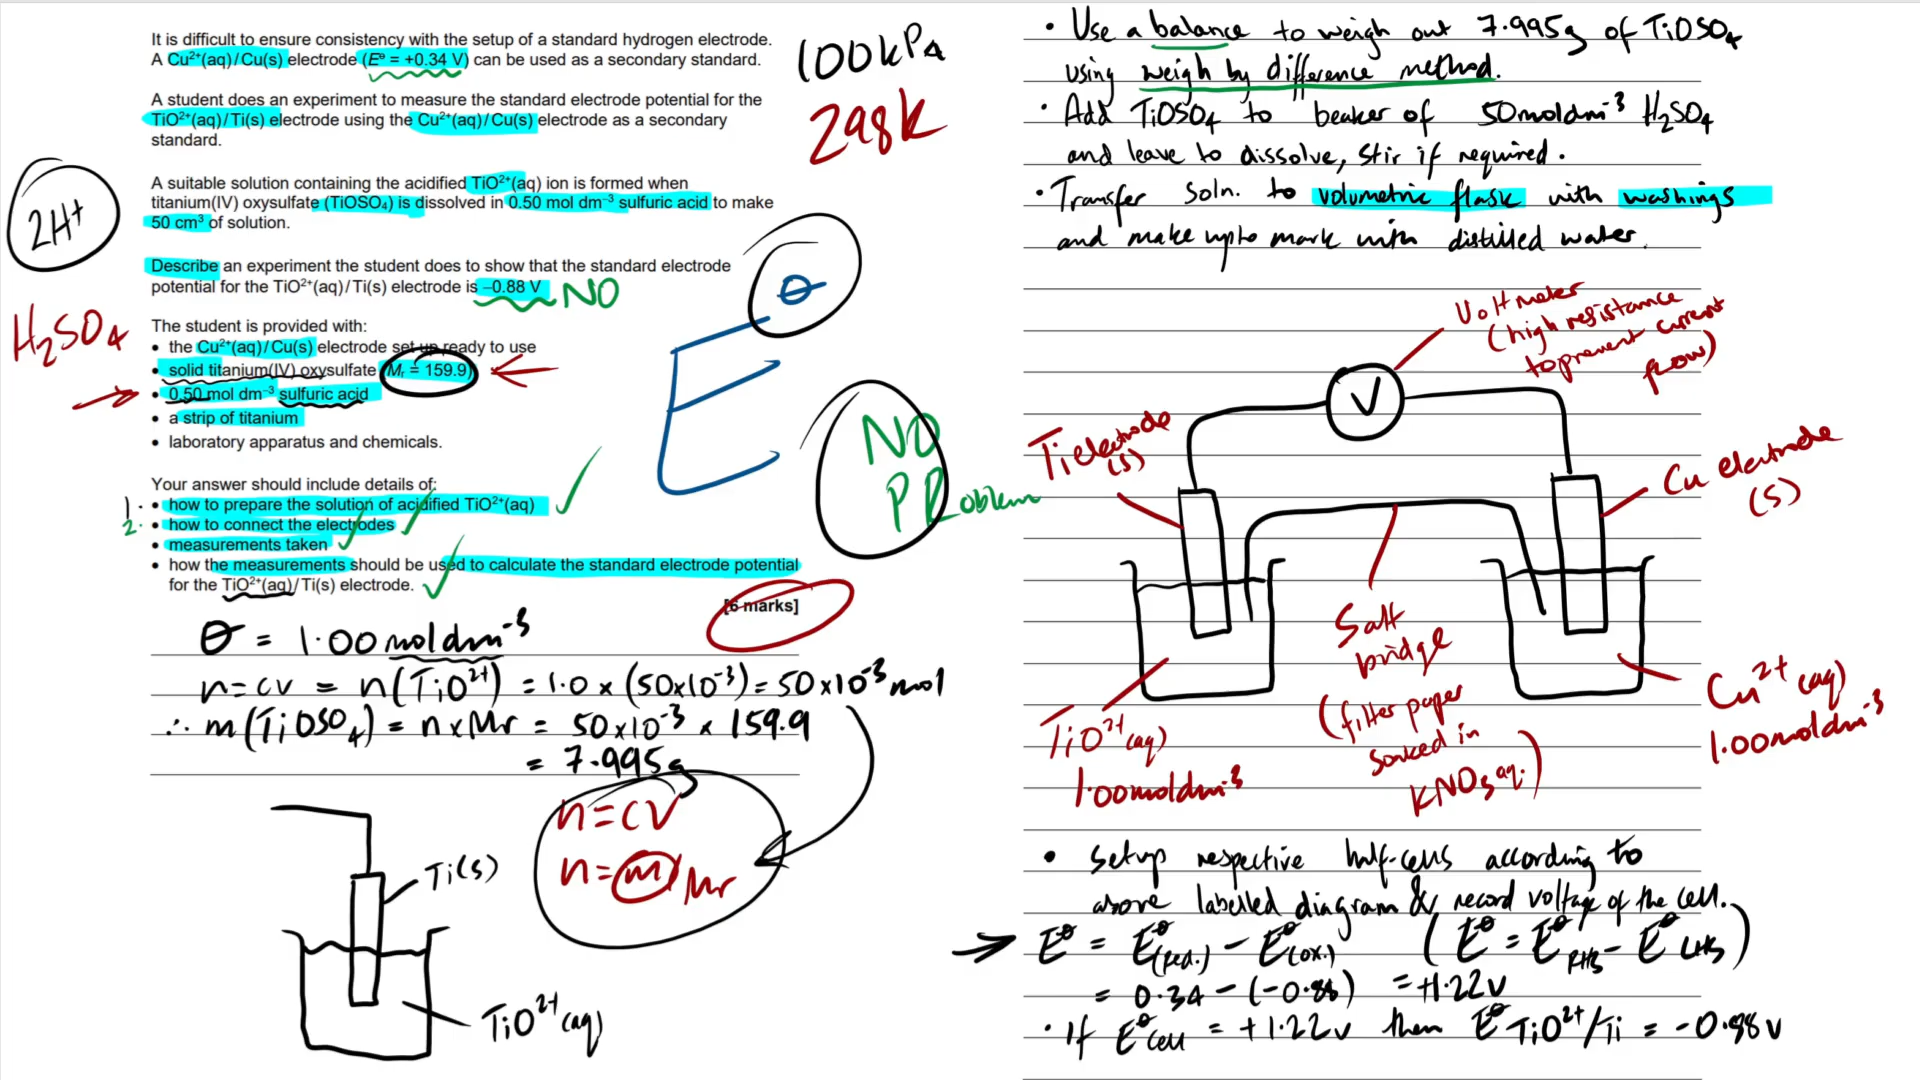 It is difficult to ensure consistency with the setup of a standard hydrogen electrode.
A Cu²⁺(aq)/Cu(s) electrode (E⦵ = +0.34 V) can be used as a secondary standard.
A student does an experiment to measure the standard electrode potential for the
TiO²⁺(aq)/Ti(s) electrode using the Cu²⁺(aq)/Cu(s) electrode as a secondary
standard.
A suitable solution containing the acidified TiO²⁺(aq) ion is formed when
titanium(IV) oxysulfate (TiOSO₄) is dissolved in 0.50 mol dm⁻³ sulfuric acid to make
50 cm³ of solution.
Describe an experiment the student does to show that the standard electrode
potential for the TiO²⁺(aq)/Ti(s) electrode is −0.88 V NO
The student is provided with:
• the Cu²⁺(aq)/Cu(s) electrode set up ready to use
• solid titanium(IV) oxysulfate (Mr = 159.9)
• 0.50 mol dm⁻³ sulfuric acid
• a strip of titanium
• laboratory apparatus and chemicals.
Your answer should include details of:
1. • how to prepare the solution of acidified TiO²⁺(aq)
2. • how to connect the electrodes
• measurements taken
• how the measurements should be used to calculate the standard electrode potential
for the TiO²⁺(aq)/Ti(s) electrode.
[6 marks]
2H⁺
H₂SO₄
100kPa
298K
E⦵
NO
PRoblem
⦵ = 1.00moldm⁻³
n=cv = n(TiO²⁺) = 1.0 × (50×10⁻³) = 50×10⁻³ mol
∴ m(TiOSO₄) = n×Mr = 50×10⁻³ × 159.9
= 7.995g
n=cv
n=m/Mr
Ti(s)
TiO²⁺(aq)
• Use a balance to weigh out 7.995g of TiOSO₄
using weigh by difference method.
• Add TiOSO₄ to beaker of 50moldm⁻³ H₂SO₄
and leave to dissolve, stir if required.
• Transfer soln. to volumetric flask with washings
and make upto mark with distilled water.
Voltmeter
(high resistance
to prevent current
flow)
V
Ti electrode
(s)
Cu electrode
(s)
Salt
bridge
(filter paper
soaked in
KNO₃ aq.)
TiO²⁺(aq)
1.00moldm⁻³
Cu²⁺(aq)
1.00moldm⁻³
• Setup respective half-cells according to
above labelled diagram & record voltage of the cell.
→ E⦵ = E⦵(red.) − E⦵(ox.) (E⦵ = E⦵ RHS − E⦵ LHS)
= 0.34 − (−0.88) = +1.22V
• If E⦵cell = +1.22V then E⦵ TiO²⁺/Ti = −0.88V